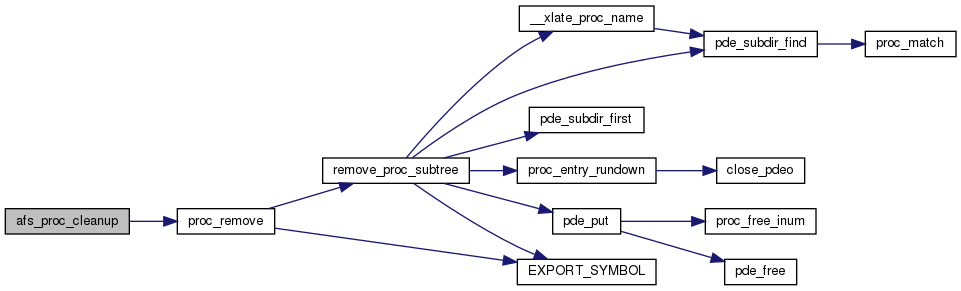 __xlate_proc_name
pde_subdir_find
proc_match
pde_subdir_first
remove_proc_subtree
proc_entry_rundown
close_pdeo
afs_proc_cleanup
proc_remove
pde_put
proc_free_inum
EXPORT_SYMBOL
pde_free